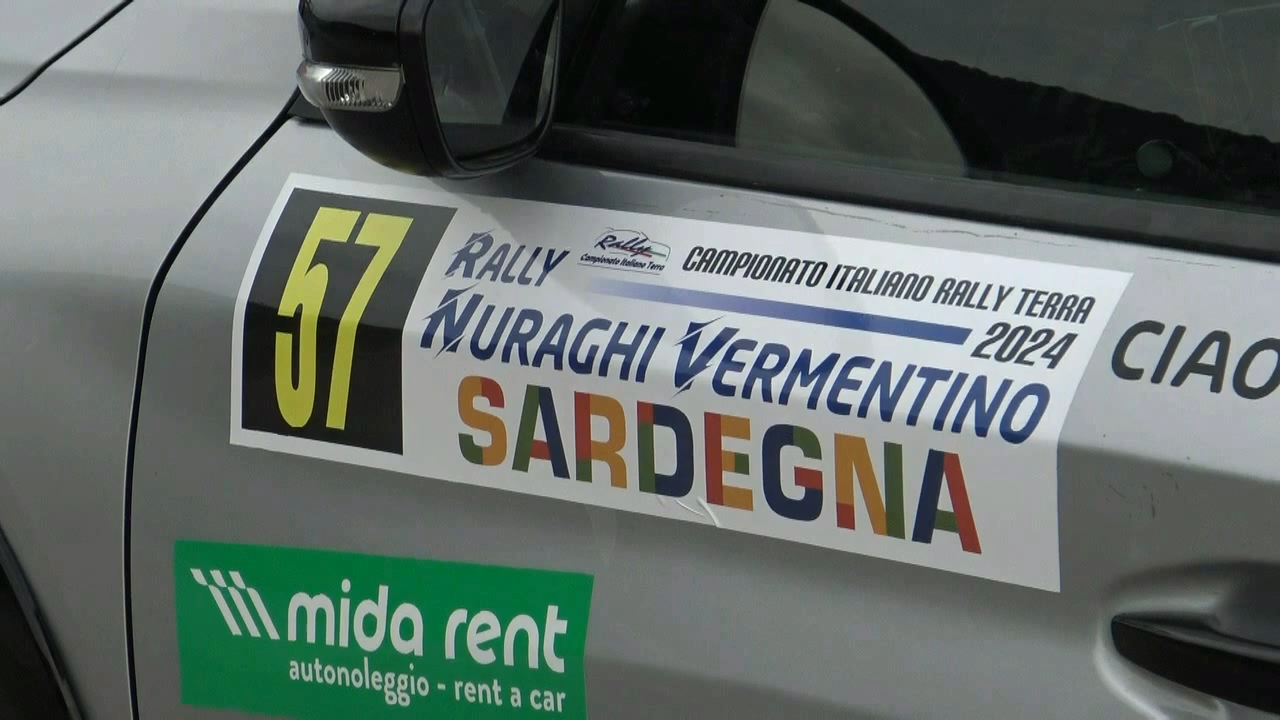 57
RALLY
Rally
Campionato Italiano Terra
CAMPIONATO ITALIANO RALLY TERRA
2024
NURAGHI VERMENTINO
SARDEGNA
CIAO
mida rent
autonoleggio - rent a car